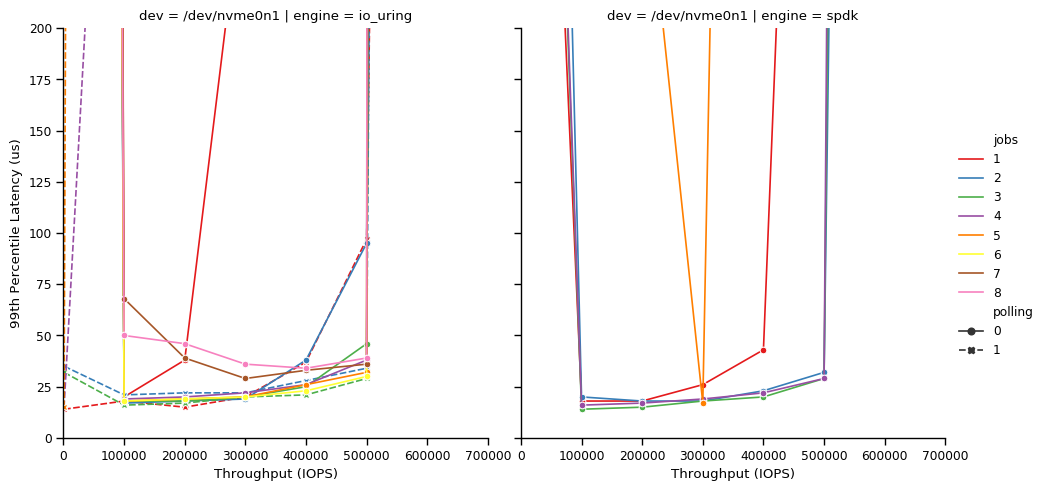 dev = /dev/nvme0n1 | engine = io_uring
dev = /dev/nvme0n1 | engine = spdk
99th Percentile Latency (us)
200
175
150
125
100
75
50
25
0
0 100000 200000 300000 400000 500000 600000 700000
Throughput (IOPS)
0 100000 200000 300000 400000 500000 600000 700000
Throughput (IOPS)
jobs
1
2
3
4
5
6
7
8
polling
0
1